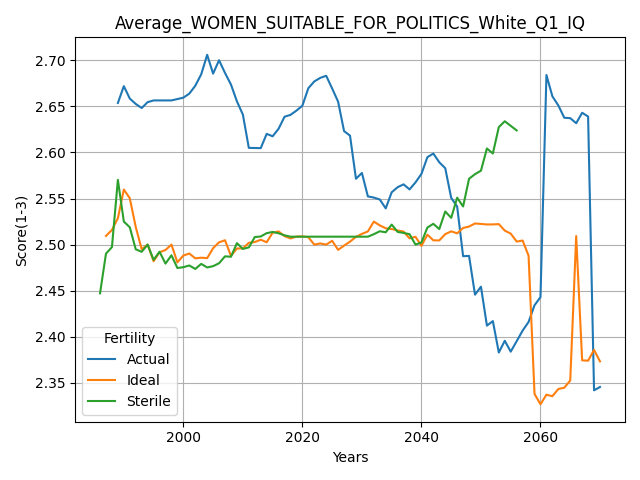 Average_WOMEN_SUITABLE_FOR_POLITICS_White_Q1_IQ
Score(1-3)
2.70
2.65
2.60
2.55
2.50
2.45
2.40
2.35
Fertility
Actual
Ideal
Sterile
2000 2020 2040 2060
Years